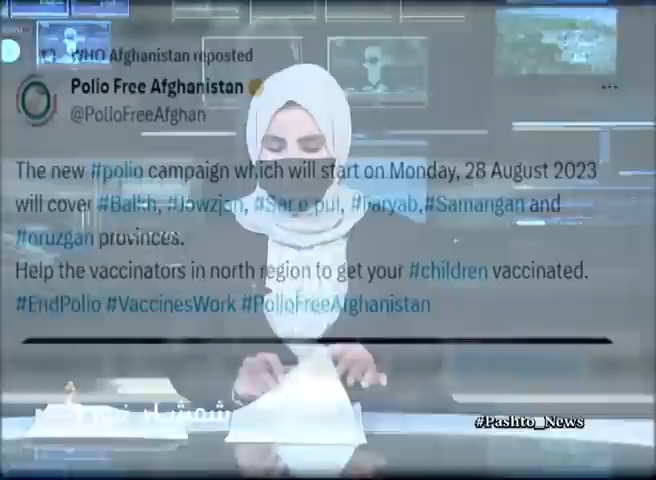 WHO Afghanistan reposted
Polio Free Afghanistan
@PolioFreeAfghan
The new #polio campaign which will start on Monday, 28 August 2023
will cover #Balkh, #Jowzjan, #Sar e pul, #faryab,#Samangan and
#oruzgan provinces.
Help the vaccinators in north region to get your #children vaccinated.
#EndPolio #VaccinesWork #PolioFreeAfghanistan
#Pashto_News